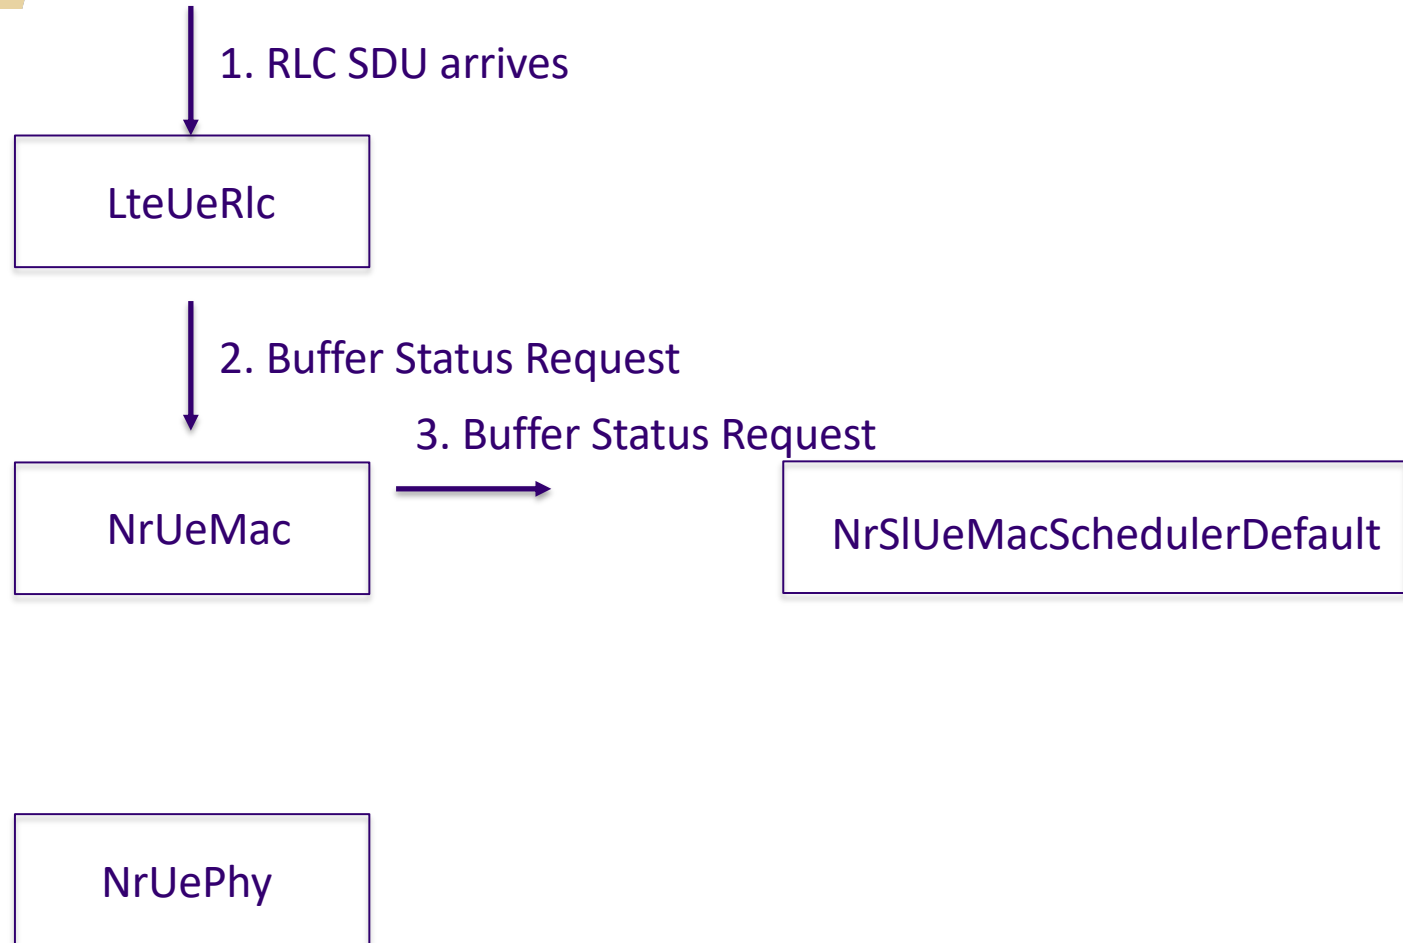 1. RLC SDU arrives
LteUeRlc
2. Buffer Status Request
3. Buffer Status Request
NrUeMac
NrSlUeMacSchedulerDefault
NrUePhy